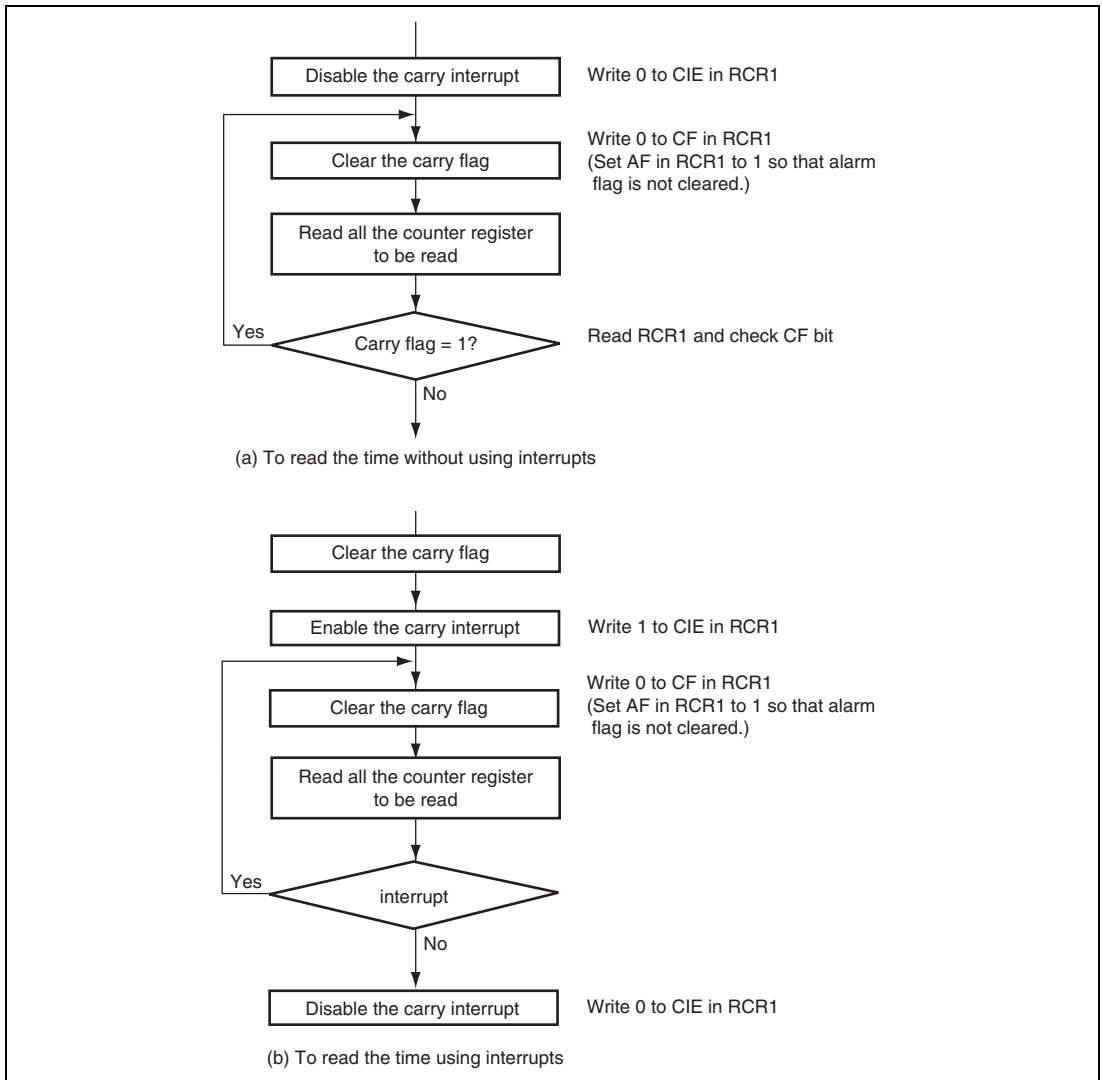 Disable the carry interrupt
Write 0 to CIE in RCR1
Clear the carry flag
Write 0 to CF in RCR1
(Set AF in RCR1 to 1 so that alarm
flag is not cleared.)
Read all the counter register
to be read
Yes
Carry flag = 1?
Read RCR1 and check CF bit
No
(a) To read the time without using interrupts
Clear the carry flag
Enable the carry interrupt
Write 1 to CIE in RCR1
Clear the carry flag
Write 0 to CF in RCR1
(Set AF in RCR1 to 1 so that alarm
flag is not cleared.)
Read all the counter register
to be read
Yes
interrupt
No
Disable the carry interrupt
Write 0 to CIE in RCR1
(b) To read the time using interrupts